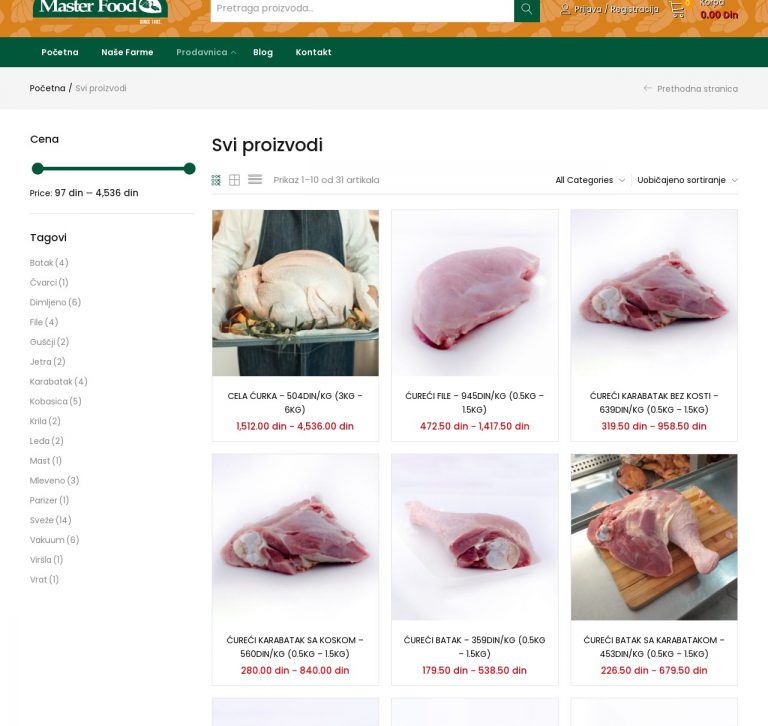 Master Food
SINCE 1992.
Pretraga proizvoda..
Prijava / Registracija
0
Korpa
0.00 Din
Početna
Naše Farme
Prodavnica
Blog
Kontakt
Početna / Svi proizvodi
Prethodna stranica
Cena
Price: 97 din — 4,536 din
Tagovi
Batak (4)
Čvarci (1)
Dimljeno (6)
File (4)
Guščji (2)
Jetra (2)
Karabatak (4)
Kobasica (5)
Krila (2)
Leđa (2)
Mast (1)
Mleveno (3)
Parizer (1)
Sveže (14)
Vakuum (6)
Viršla (1)
Vrat (1)
Svi proizvodi
Prikaz 1–10 od 31 artikala
All Categories
Uobičajeno sortiranje
CELA ĆURKA – 504DIN/KG (3KG –
6KG)
1,512.00 din – 4,536.00 din
ĆUREĆI FILE – 945DIN/KG (0.5KG –
1.5KG)
472.50 din – 1,417.50 din
ĆUREĆI KARABATAK BEZ KOSTI –
639DIN/KG (0.5KG – 1.5KG)
319.50 din – 958.50 din
ĆUREĆI KARABATAK SA KOSKOM –
560DIN/KG (0.5KG – 1.5KG)
280.00 din – 840.00 din
ĆUREĆI BATAK – 359DIN/KG (0.5KG
– 1.5KG)
179.50 din – 538.50 din
ĆUREĆI BATAK SA KARABATAKOM –
453DIN/KG (0.5KG – 1.5KG)
226.50 din – 679.50 din